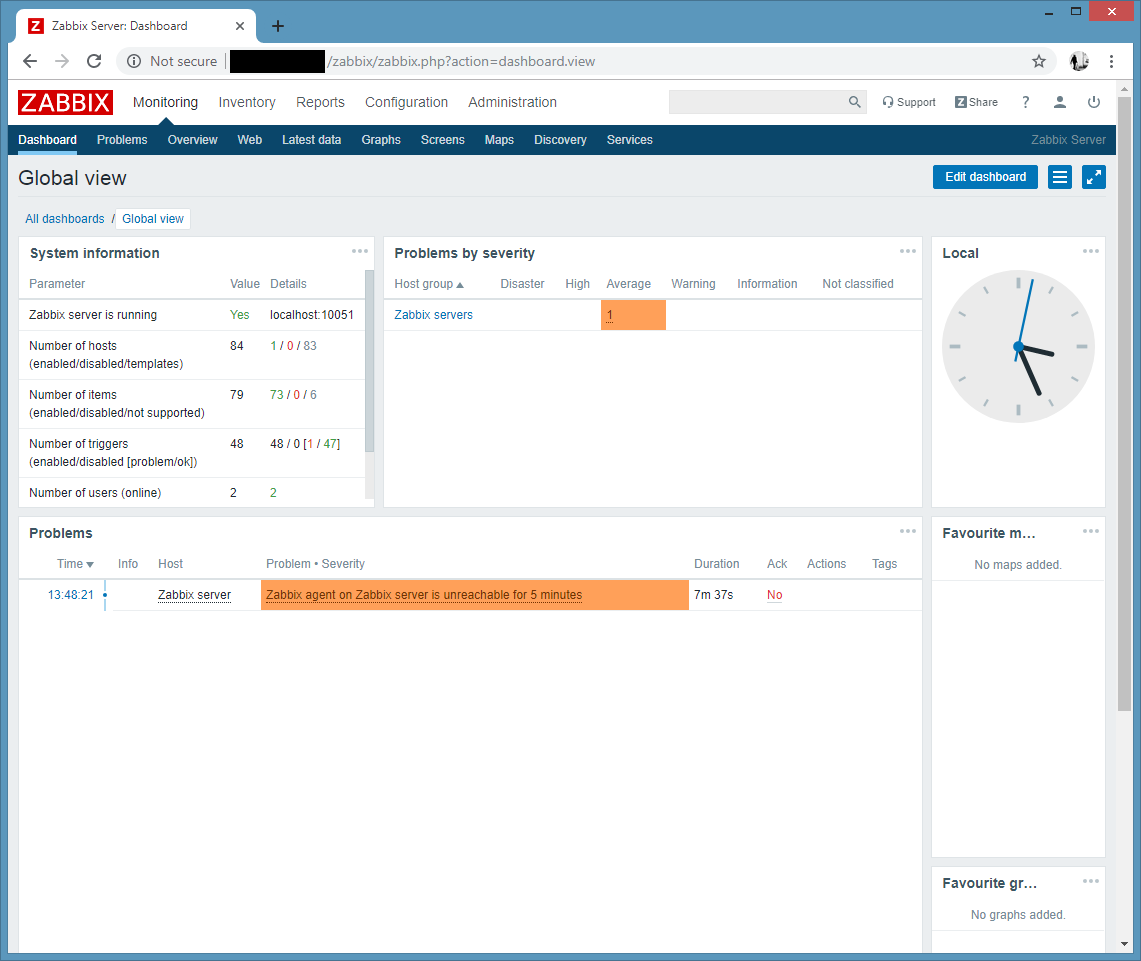 Z Zabbix Server: Dashboard
Not secure /zabbix/zabbix.php?action=dashboard.view
ZABBIX Monitoring Inventory Reports Configuration Administration Support Z Share ?
Dashboard Problems Overview Web Latest data Graphs Screens Maps Discovery Services Zabbix Server
Global view Edit dashboard
All dashboards / Global view
System information
Parameter Value Details
Zabbix server is running Yes localhost:10051
Number of hosts (enabled/disabled/templates) 84 1 / 0 / 83
Number of items (enabled/disabled/not supported) 79 73 / 0 / 6
Number of triggers (enabled/disabled [problem/ok]) 48 48 / 0 [1 / 47]
Number of users (online) 2 2
Problems by severity
Host group Disaster High Average Warning Information Not classified
Zabbix servers 1
Local
Problems
Time Info Host Problem • Severity Duration Ack Actions Tags
13:48:21 Zabbix server Zabbix agent on Zabbix server is unreachable for 5 minutes 7m 37s No
Favourite m...
No maps added.
Favourite gr...
No graphs added.